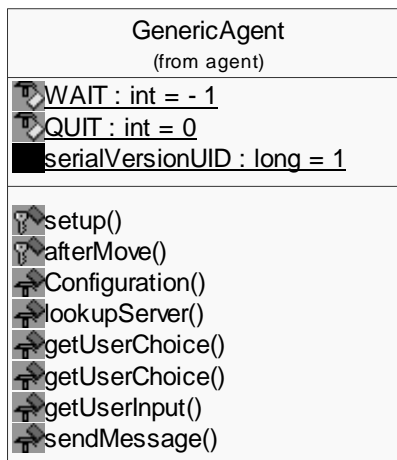 GenericAgent
(from agent)
WAIT : int = - 1
QUIT : int = 0
serialVersionUID : long = 1
setup()
afterMove()
Configuration()
lookupServer()
getUserChoice()
getUserChoice()
getUserInput()
sendMessage()